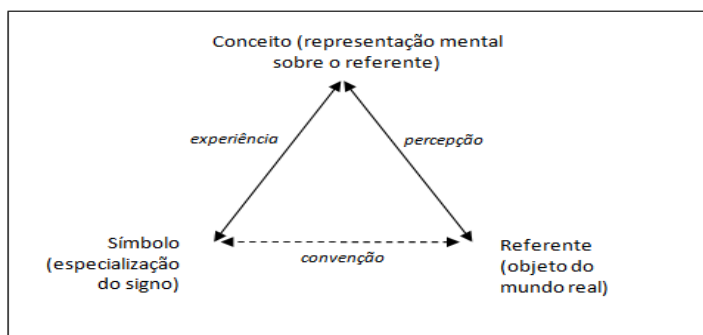 Conceito (representação mental
sobre o referente)
experiência
percepção
Símbolo
(especialização
do signo)
convenção
Referente
(objeto do
mundo real)